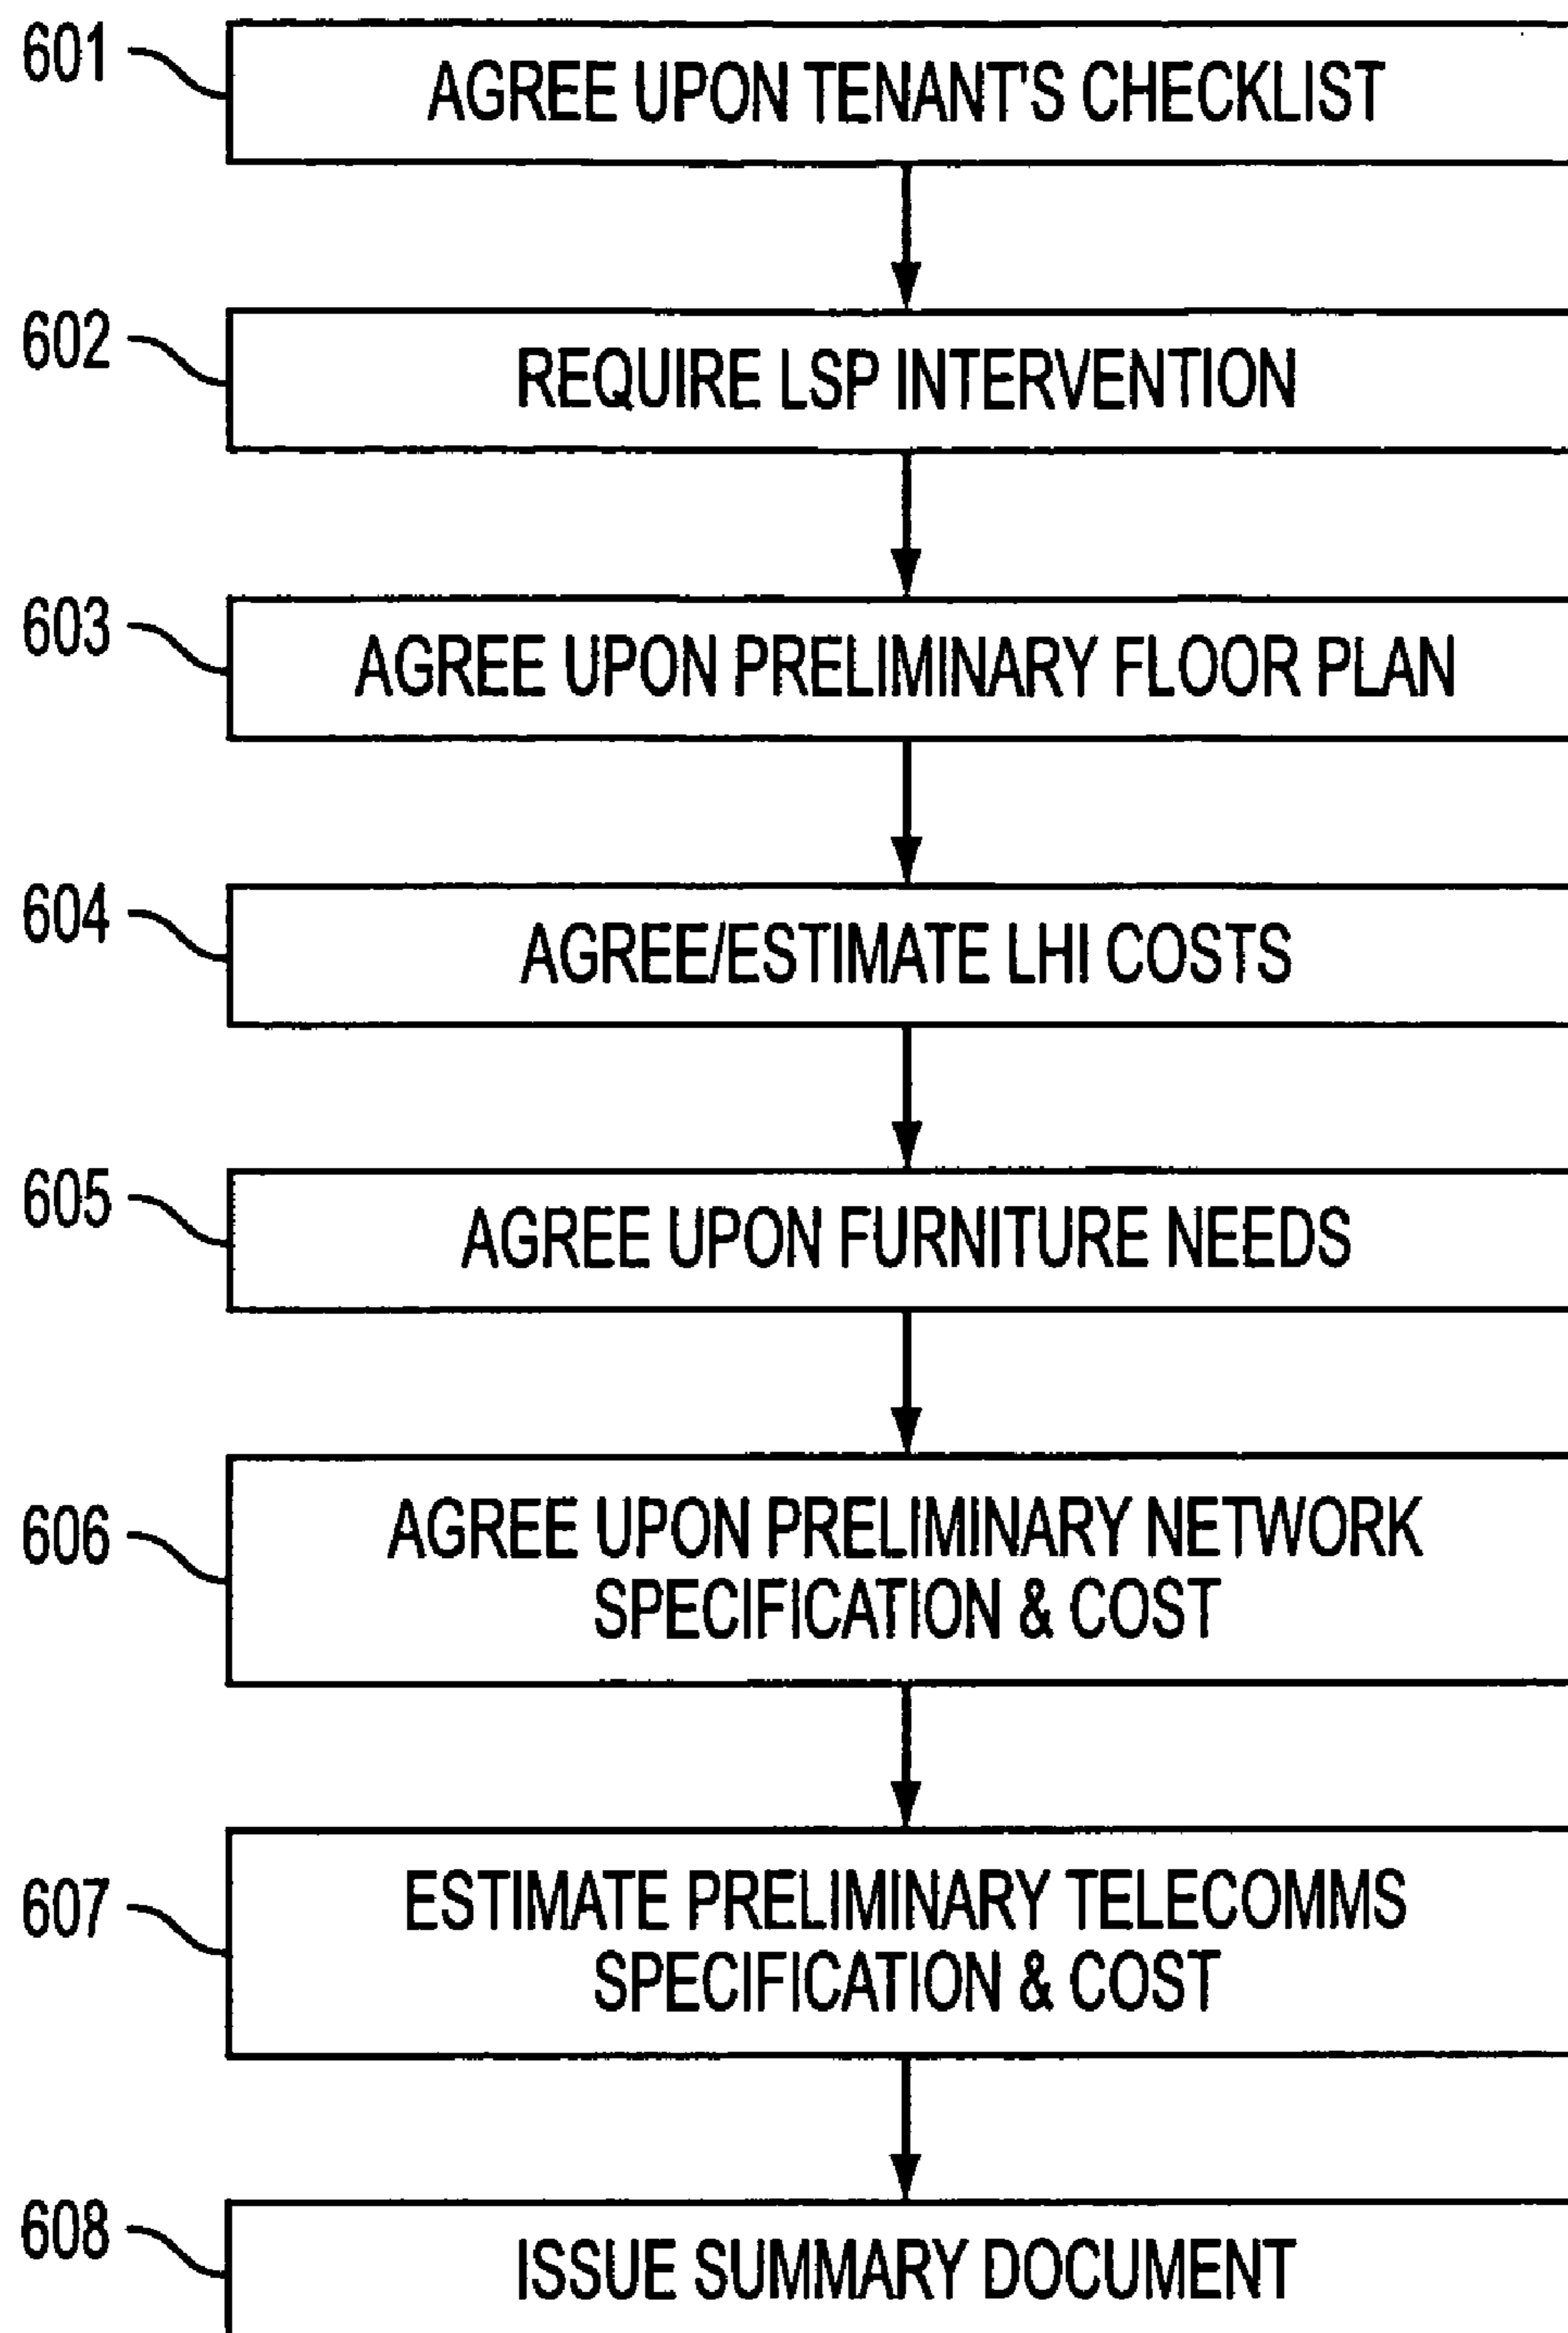 601
AGREE UPON TENANT'S CHECKLIST
602
REQUIRE LSP INTERVENTION
603
AGREE UPON PRELIMINARY FLOOR PLAN
604
AGREE/ESTIMATE LHI COSTS
605
AGREE UPON FURNITURE NEEDS
606
AGREE UPON PRELIMINARY NETWORK
SPECIFICATION & COST
607
ESTIMATE PRELIMINARY TELECOMMS
SPECIFICATION & COST
608
ISSUE SUMMARY DOCUMENT